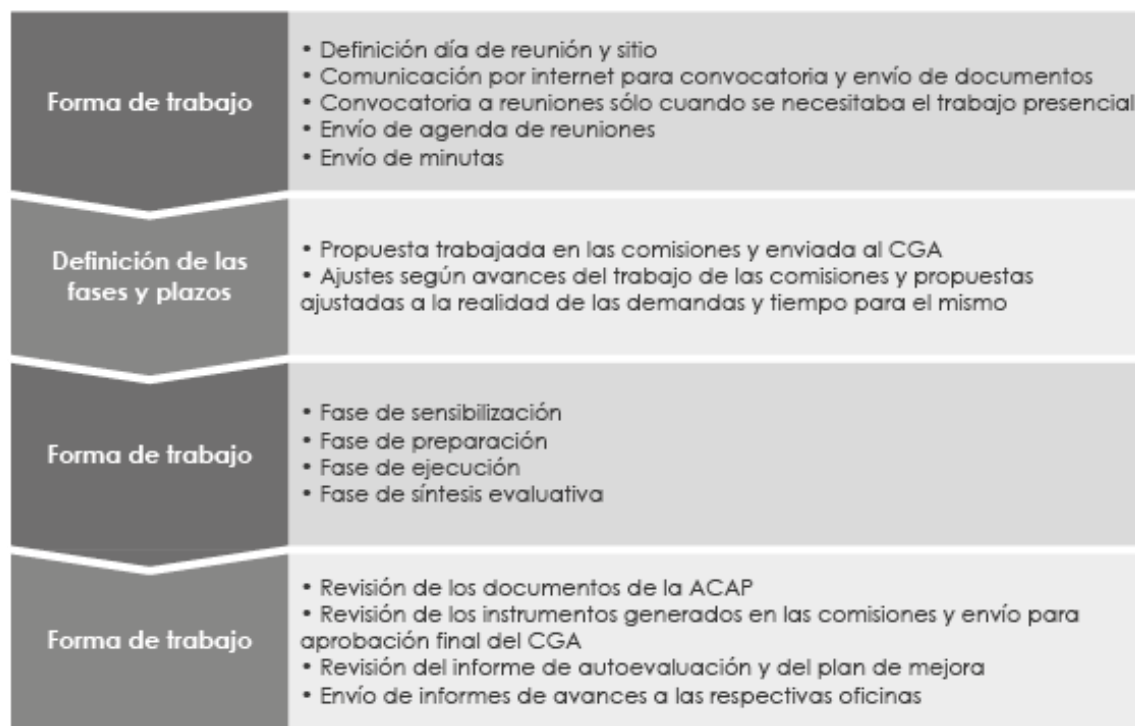 Forma de trabajo
• Definición día de reunión y sitio
• Comunicación por internet para convocatoria y envío de documentos
• Convocatoria a reuniones sólo cuando se necesitaba el trabajo presencial
• Envío de agenda de reuniones
• Envío de minutas
Definición de las
fases y plazos
• Propuesta trabajada en las comisiones y enviada al CGA
• Ajustes según avances del trabajo de las comisiones y propuestas
ajustadas a la realidad de las demandas y tiempo para el mismo
Forma de trabajo
• Fase de sensibilización
• Fase de preparación
• Fase de ejecución
• Fase de síntesis evaluativa
Forma de trabajo
• Revisión de los documentos de la ACAP
• Revisión de los instrumentos generados en las comisiones y envío para
aprobación final del CGA
• Revisión del informe de autoevaluación y del plan de mejora
• Envío de informes de avances a las respectivas oficinas